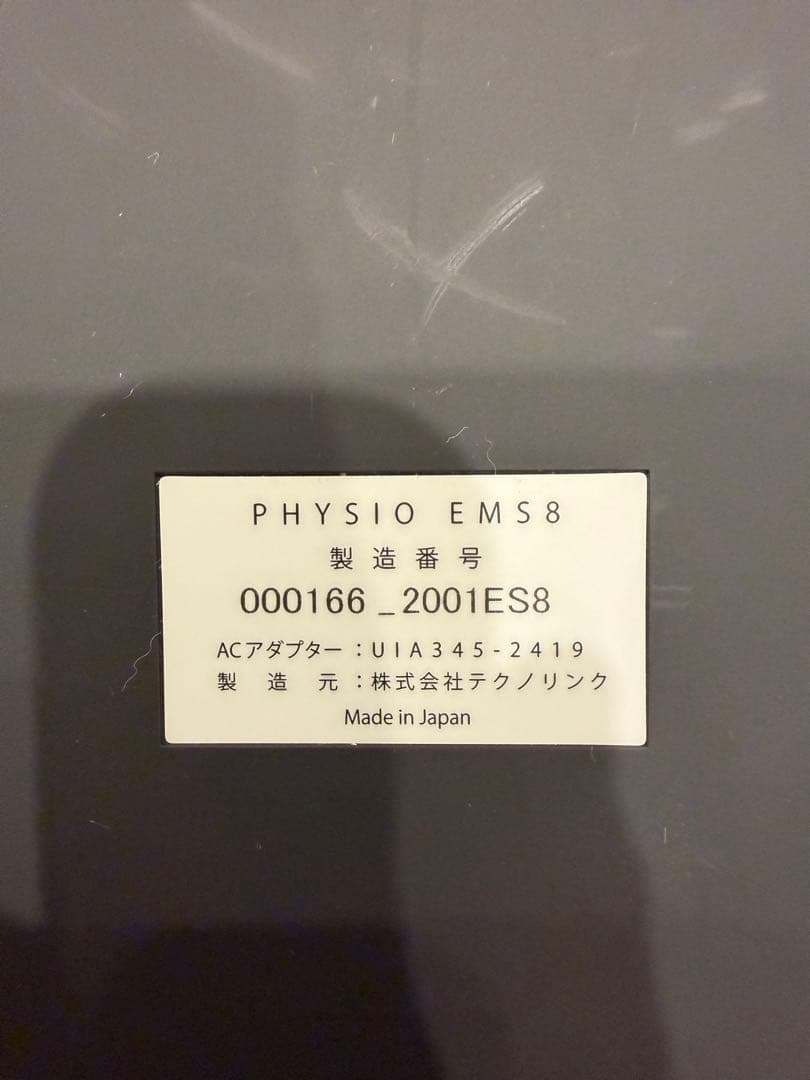 PHYSIO EMS8
製造番号
000166_2001ES8
ACアダプター：UIA345-2419
製造元：株式会社テクノリンク
Made in Japan